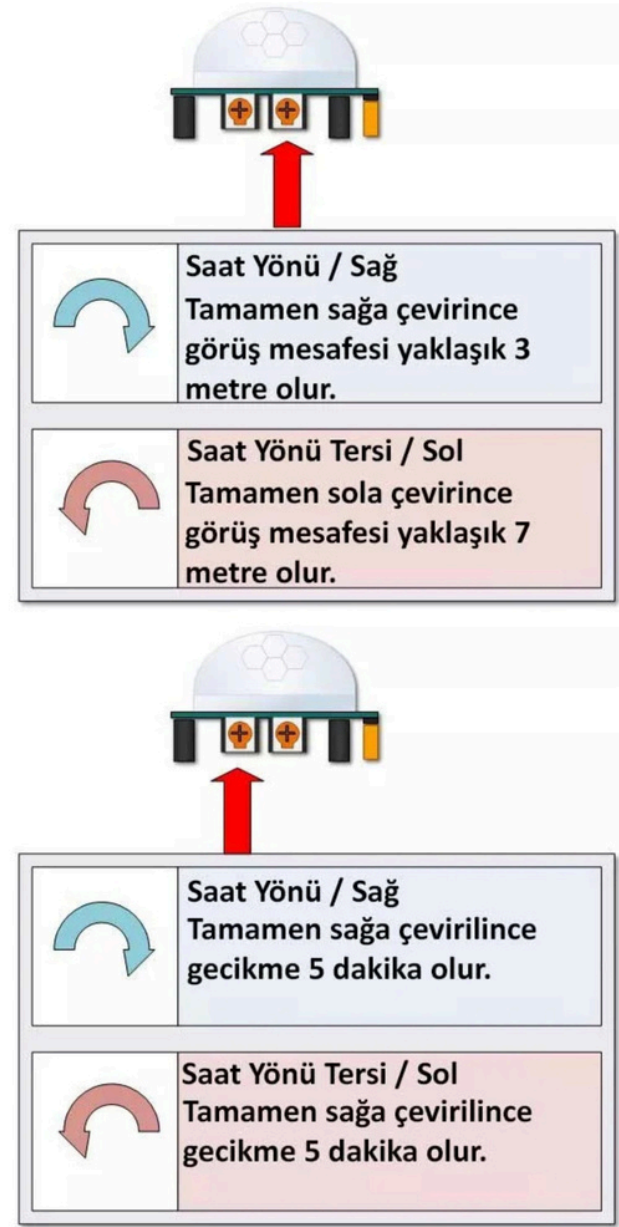 Saat Yönü / Sağ
Tamamen sağa çevirince
görüş mesafesi yaklaşık 3
metre olur.
Saat Yönü Tersi / Sol
Tamamen sola çevirince
görüş mesafesi yaklaşık 7
metre olur.
Saat Yönü / Sağ
Tamamen sağa çevirilince
gecikme 5 dakika olur.
Saat Yönü Tersi / Sol
Tamamen sağa çevirilince
gecikme 5 dakika olur.